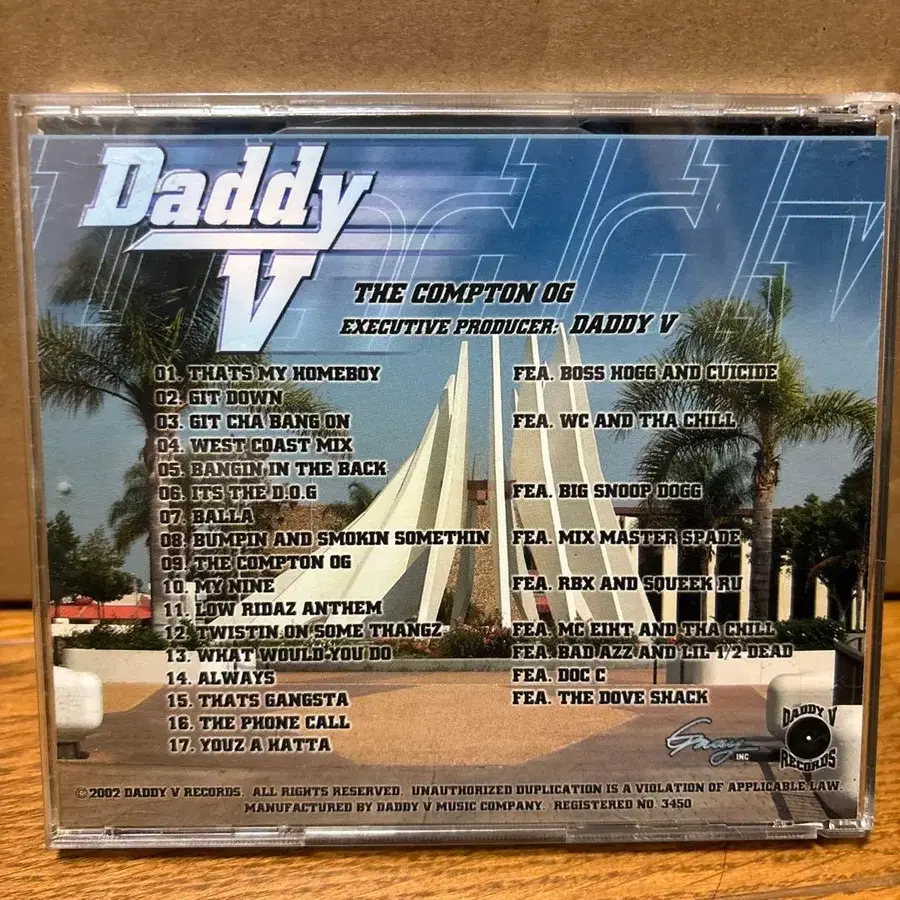 Daddy
V
THE COMPTON OG
EXECUTIVE PRODUCER: DADDY V
01. THATS MY HOMEBOY FEA. BOSS HOGG AND CUICIDE
02. GIT DOWN
03. GIT CHA BANG ON FEA. WC AND THA CHILL
04. WEST COAST MIX
05. BANGIN IN THE BACK
06. ITS THE D.O.G FEA. BIG SNOOP DOGG
07. BALLA
08. BUMPIN AND SMOKIN SOMETHIN FEA. MIX MASTER SPADE
09. THE COMPTON OG
10. MY NINE FEA. RBX AND SQUEEK RU
11. LOW RIDAZ ANTHEM
12. TWISTIN ON SOME THANGZ FEA. MC EIHT AND THA CHILL
13. WHAT WOULD YOU DO FEA. BAD AZZ AND LIL 1/2 DEAD
14. ALWAYS FEA. DOC C
15. THATS GANGSTA FEA. THE DOVE SHACK
16. THE PHONE CALL
17. YOUZ A HATTA
INC
DADDY V
RECORDS
©2002 DADDY V RECORDS. ALL RIGHTS RESERVED. UNAUTHORIZED DUPLICATION IS A VIOLATION OF APPLICABLE LAW.
MANUFACTURED BY DADDY V MUSIC COMPANY. REGISTERED NO. 3450